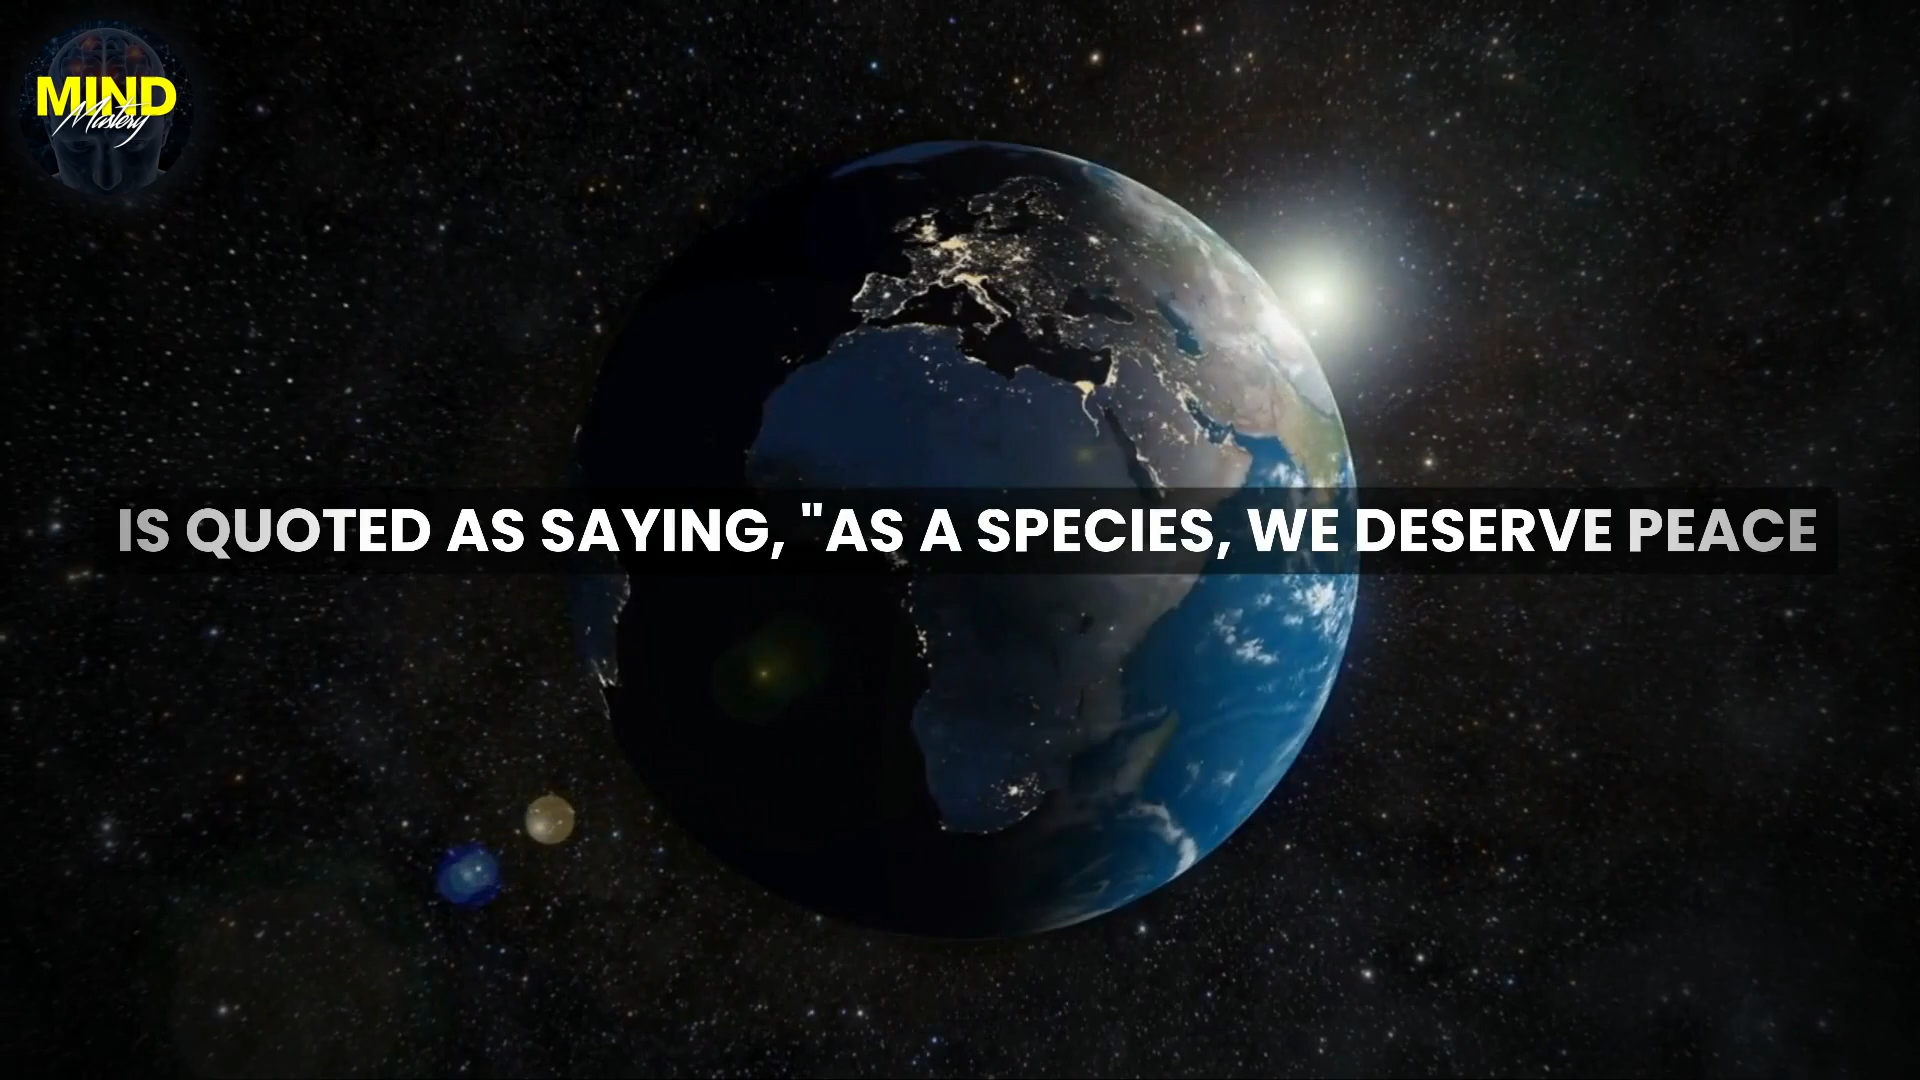 MIND
Mastery
IS QUOTED AS SAYING, "AS A SPECIES, WE DESERVE PEACE